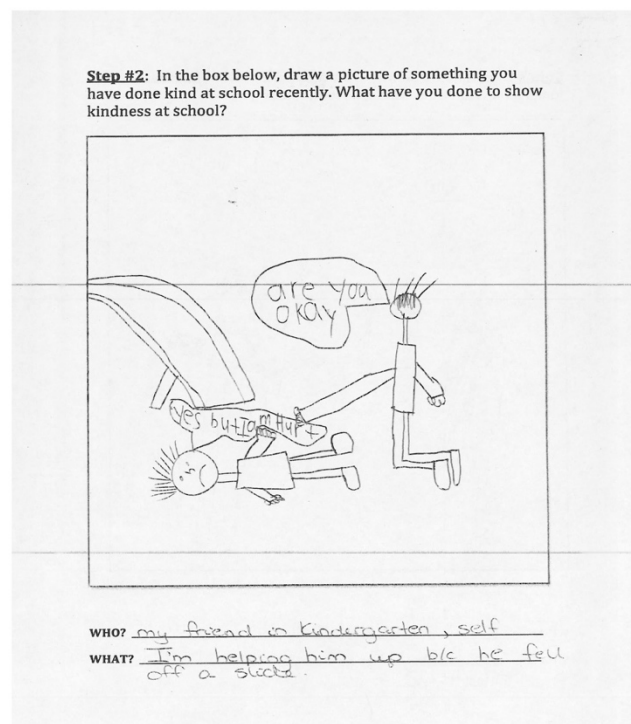 Step #2: In the box below, draw a picture of something you
have done kind at school recently. What have you done to show
kindness at school?
are you
okay
yes but I am Hurt
WHO? my friend in kindergarten, self
WHAT? I'm helping him up b/c he fell
off a slide.